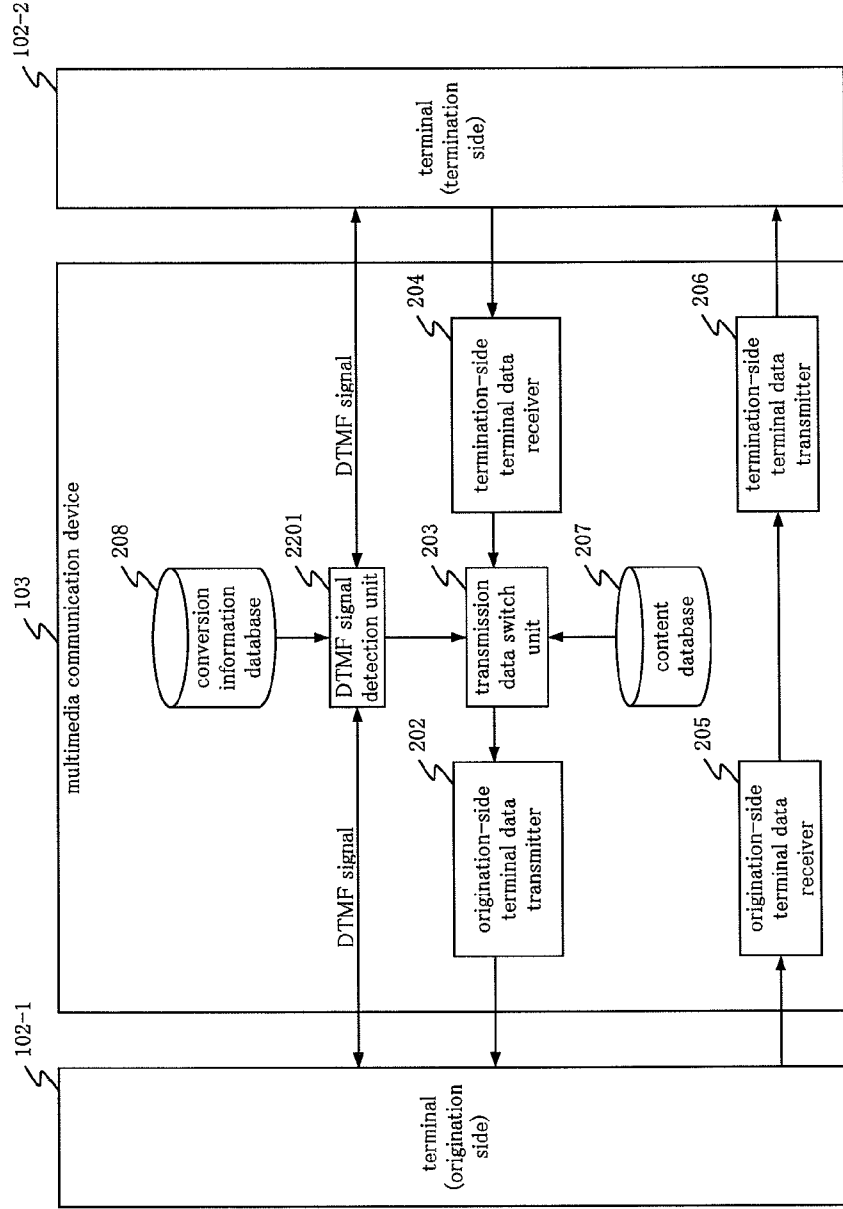 103
multimedia communication device
102-1
terminal
(origination
side)
102-2
terminal
(termination
side)
208
conversion
information
database
DTMF signal
2201
DTMF signal
detection unit
DTMF signal
202
origination-side
terminal data
transmitter
203
transmission
data switch
unit
204
termination-side
terminal data
receiver
207
content
database
205
origination-side
terminal data
receiver
206
termination-side
terminal data
transmitter